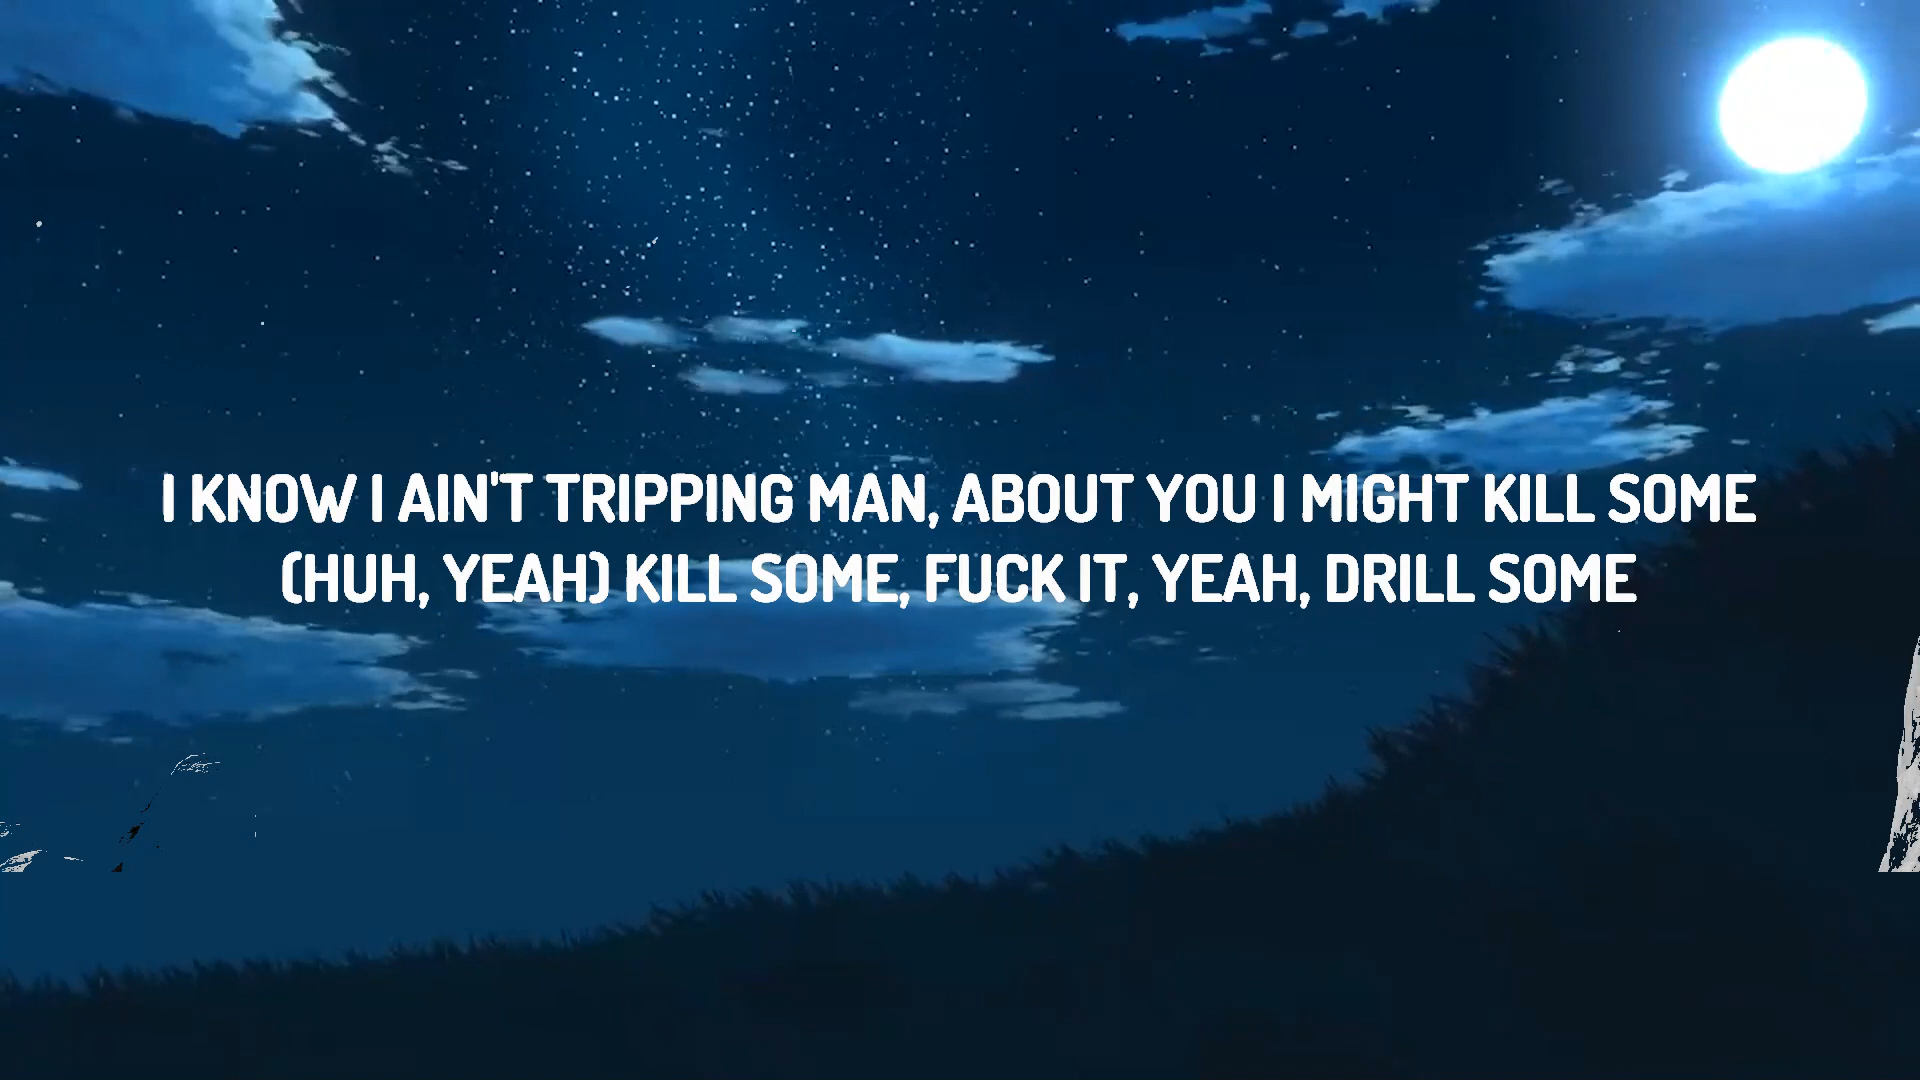 I KNOW I AIN'T TRIPPING MAN, ABOUT YOU I MIGHT KILL SOME
(HUH, YEAH) KILL SOME, FUCK IT, YEAH, DRILL SOME